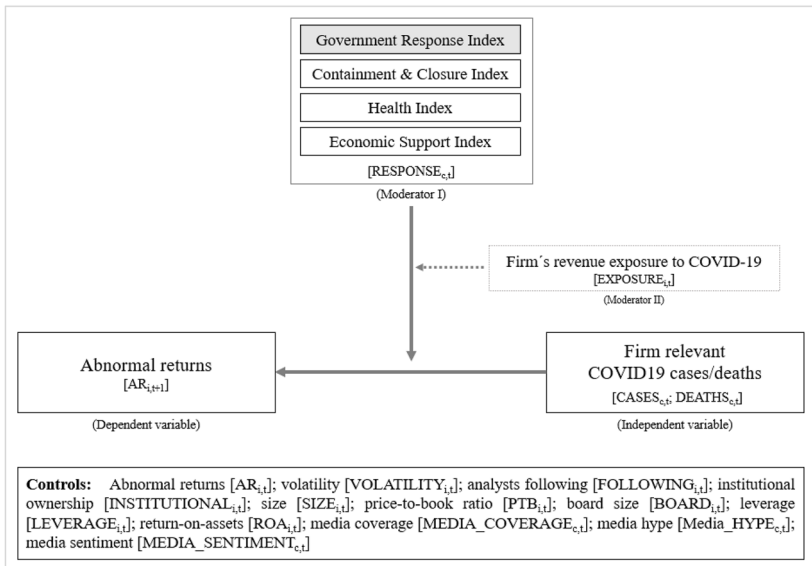 Government Response Index
Containment & Closure Index
Health Index
Economic Support Index
[RESPONSEc,t]
(Moderator I)
Firm´s revenue exposure to COVID-19
[EXPOSUREi,t]
(Moderator II)
Abnormal returns
[ARi,t+1]
(Dependent variable)
Firm relevant
COVID19 cases/deaths
[CASESc,t; DEATHSc,t]
(Independent variable)
Controls: Abnormal returns [ARi,t]; volatility [VOLATILITYi,t]; analysts following [FOLLOWINGi,t]; institutional
ownership [INSTITUTIONALi,t]; size [SIZEi,t]; price-to-book ratio [PTBi,t]; board size [BOARDi,t]; leverage
[LEVERAGEi,t]; return-on-assets [ROAi,t]; media coverage [MEDIA_COVERAGEc,t]; media hype [Media_HYPEc,t];
media sentiment [MEDIA_SENTIMENTc,t]